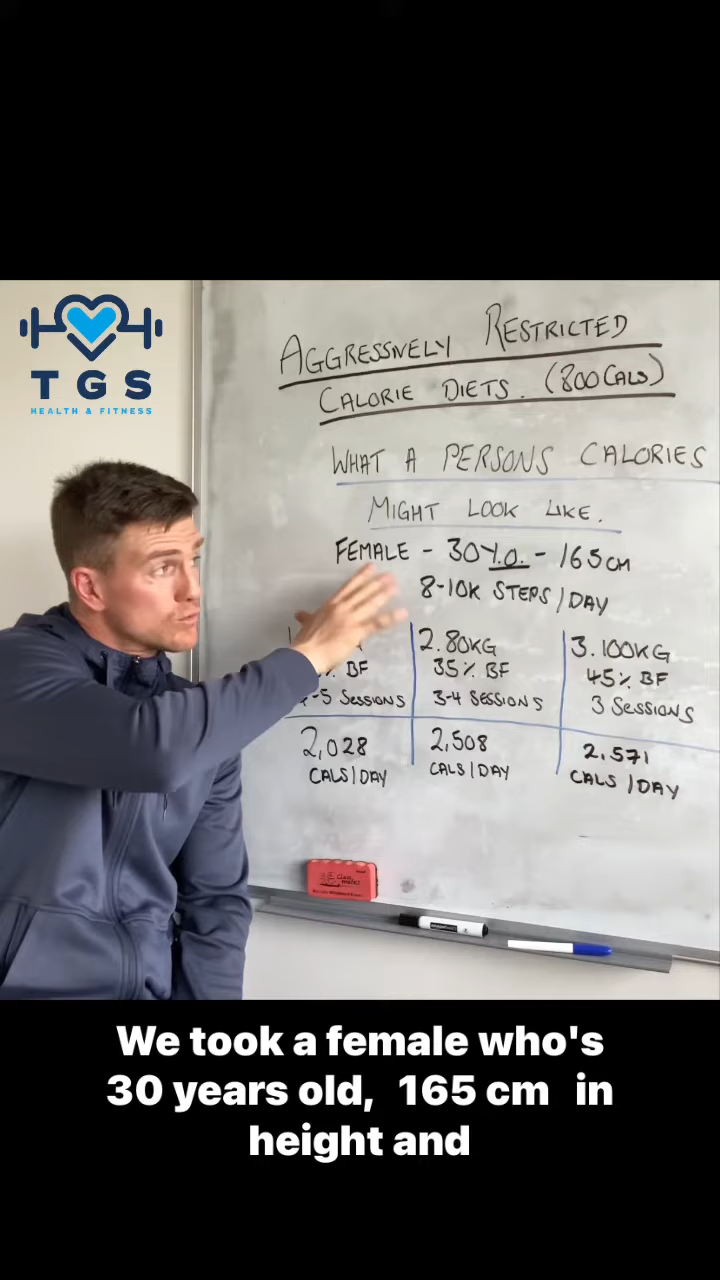 TGS
HEALTH & FITNESS
AGGRESSIVELY RESTRICTED
CALORIE DIETS. (800 CALS)
WHAT A PERSONS CALORIES
MIGHT LOOK LIKE.
FEMALE - 30 Y.O. - 165CM
8-10K STEPS/DAY
% BF
-5 SESSIONS
2,028
CALS/DAY
2. 80KG
35% BF
3-4 SESSIONS
2,508
CALS/DAY
3. 100KG
45% BF
3 SESSIONS
2,571
CALS/DAY
We took a female who's
30 years old, 165 cm in
height and